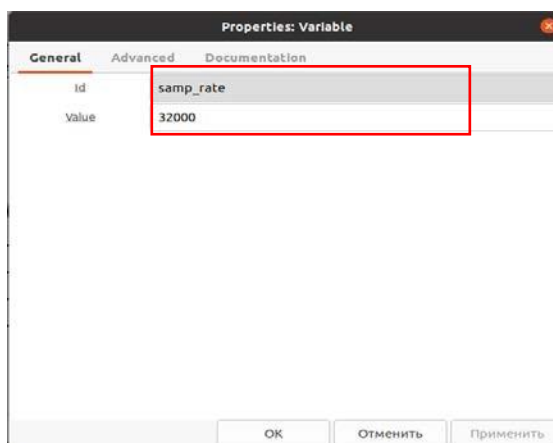 Properties: Variable
General Advanced Documentation
Id samp_rate
Value 32000
OK Отменить Применить